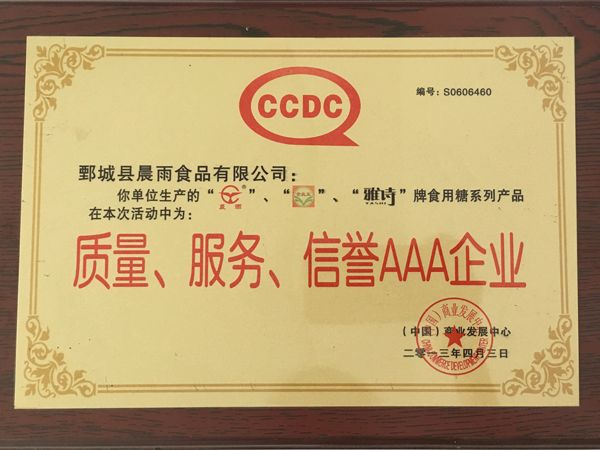 CCDC
编号：S0606460
鄄城县晨雨食品有限公司：
你单位生产的“晨雨®”、“”、“雅诗 YASHI”牌食用糖系列产品
在本次活动中为：
质量、服务、信誉AAA企业
（中国）商业发展中心
二零一三年四月三日